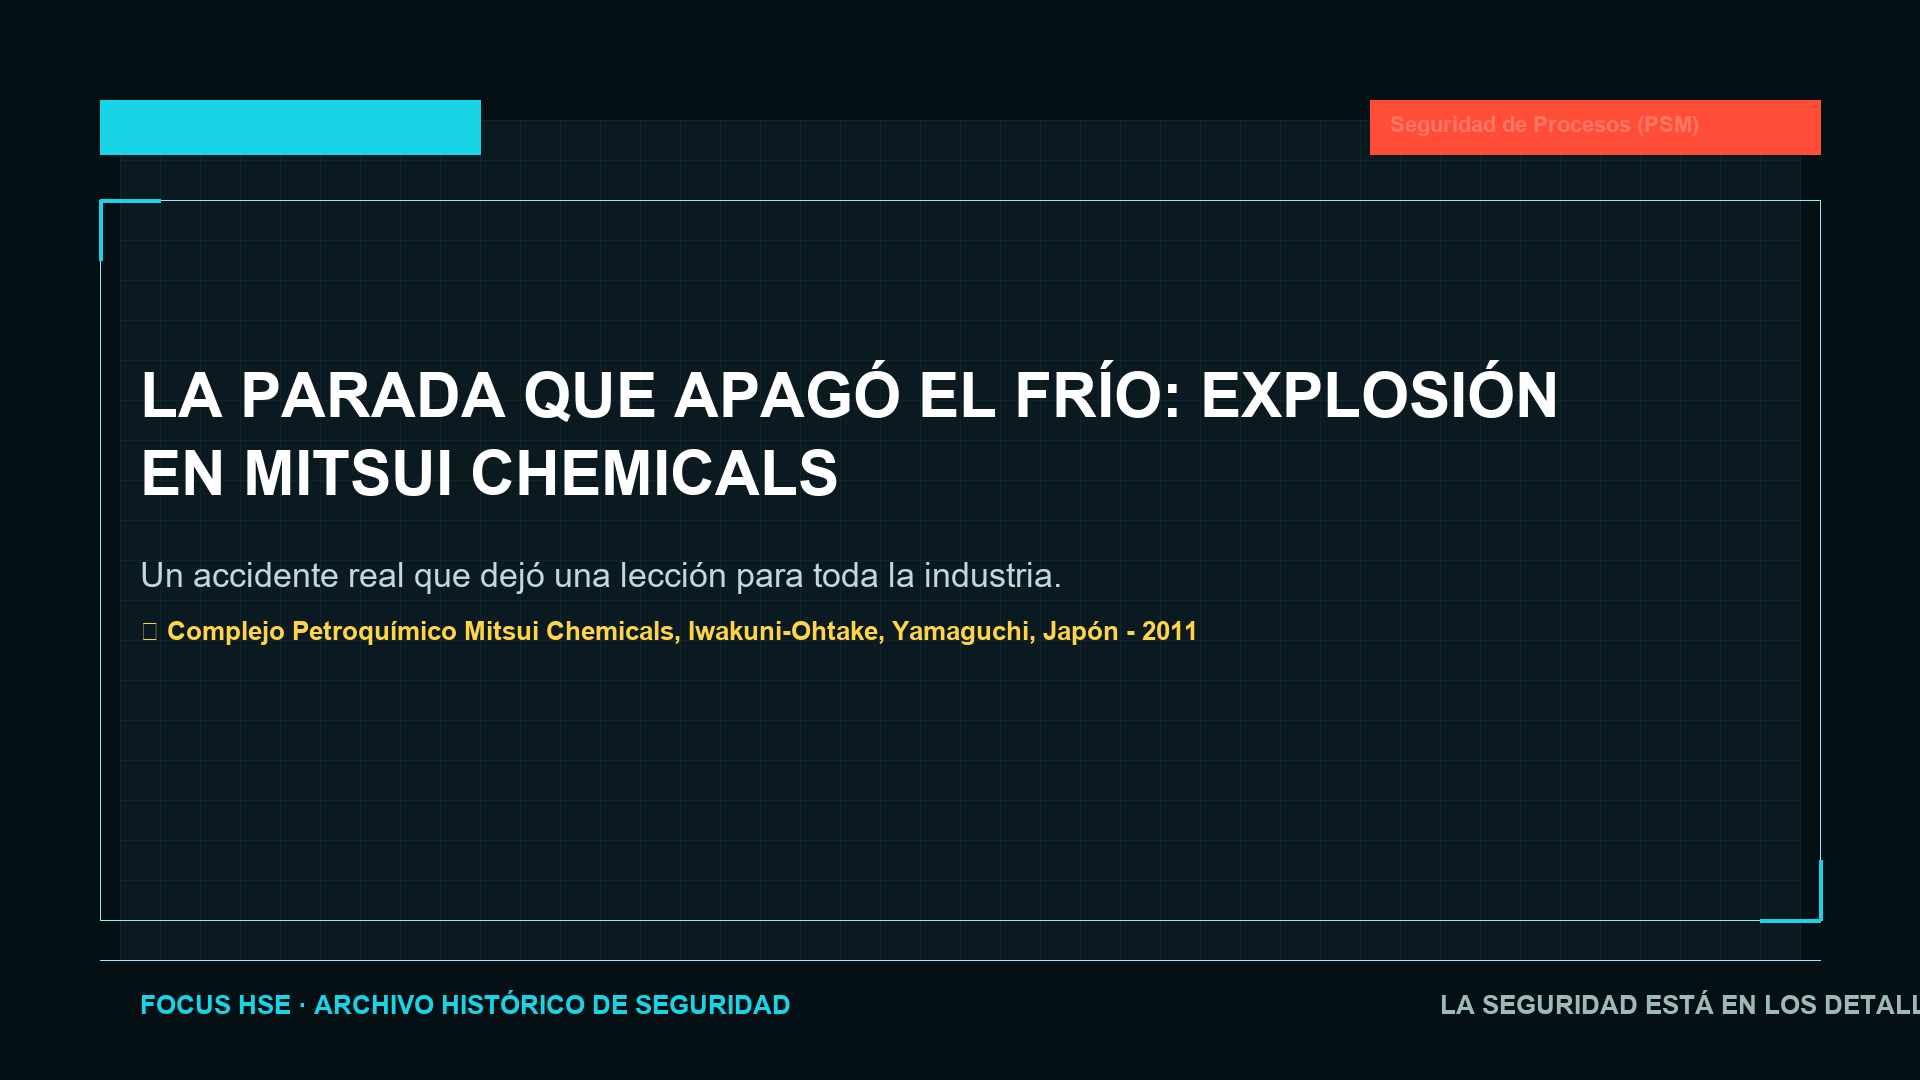 Seguridad de Procesos (PSM)
LA PARADA QUE APAGÓ EL FRÍO: EXPLOSIÓN
EN MITSUI CHEMICALS
Un accidente real que dejó una lección para toda la industria.
Complejo Petroquímico Mitsui Chemicals, Iwakuni-Ohtake, Yamaguchi, Japón - 2011
FOCUS HSE · ARCHIVO HISTÓRICO DE SEGURIDAD
LA SEGURIDAD ESTÁ EN LOS DETALL